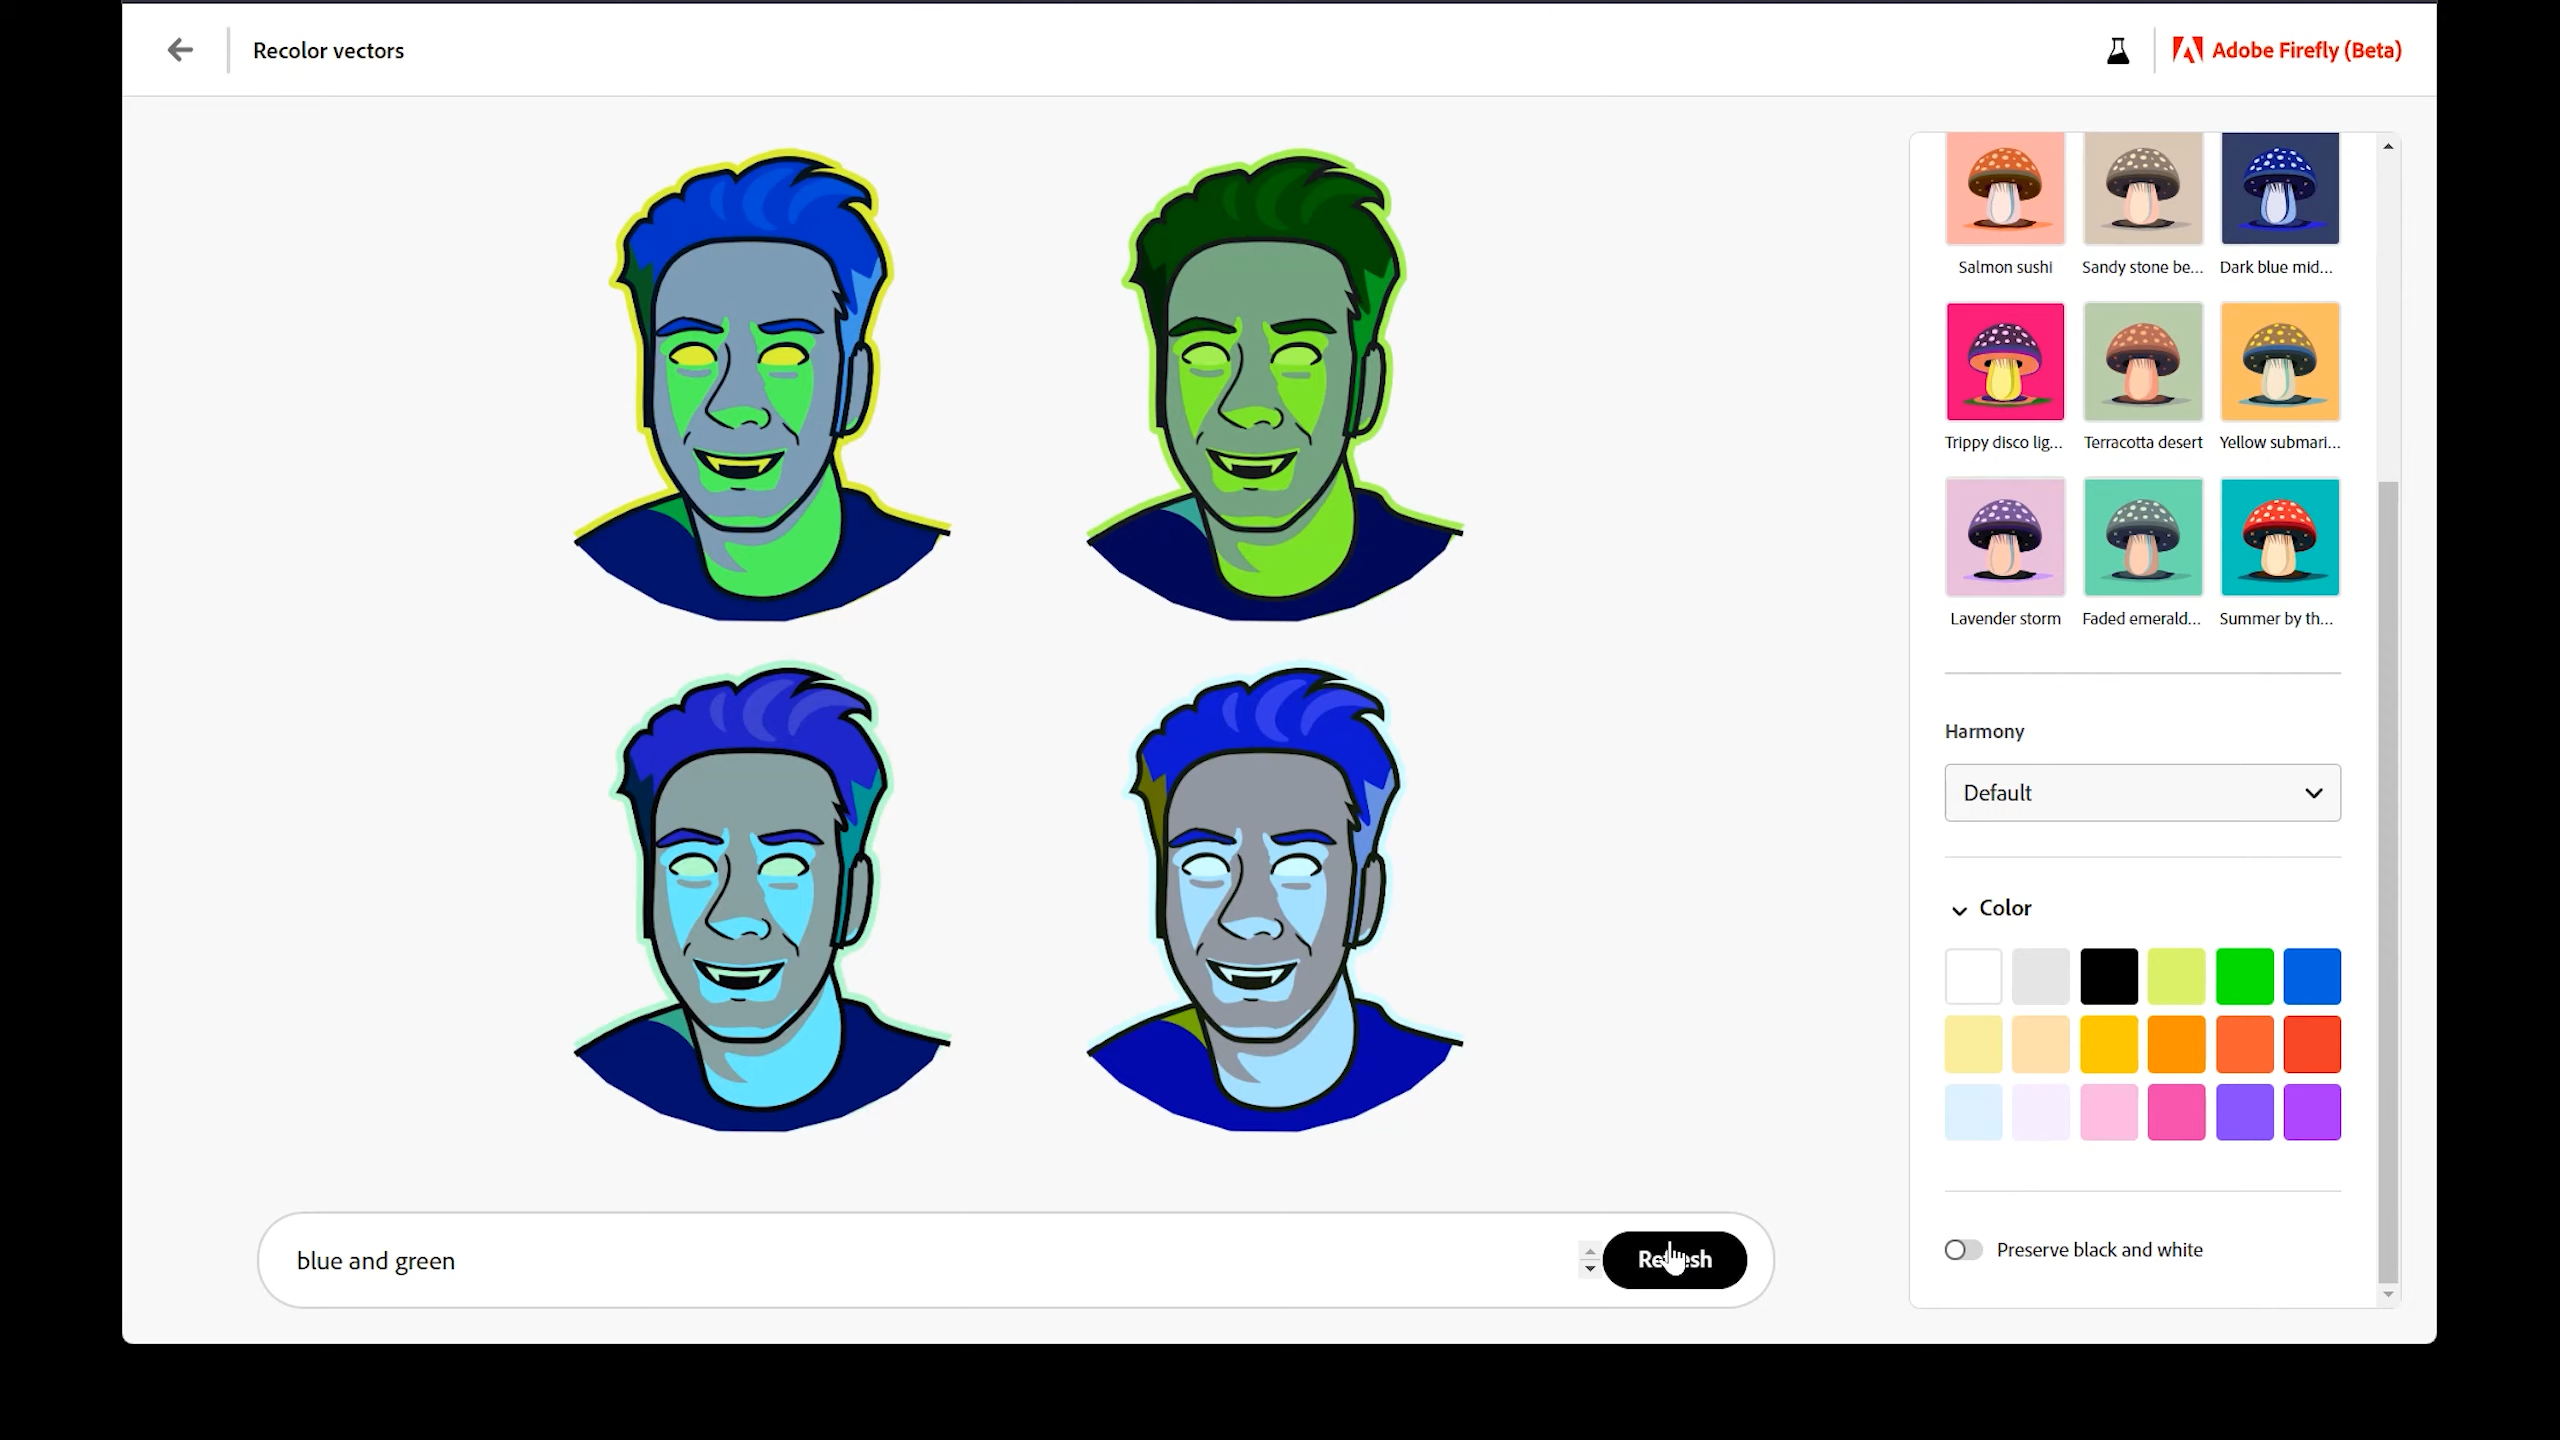 Recolor vectors
Adobe Firefly (Beta)
Salmon sushi
Sandy stone be...
Dark blue mid...
Trippy disco lig...
Terracotta desert
Yellow submari...
Lavender storm
Faded emerald...
Summer by th...
Harmony
Default
Color
Preserve black and white
blue and green